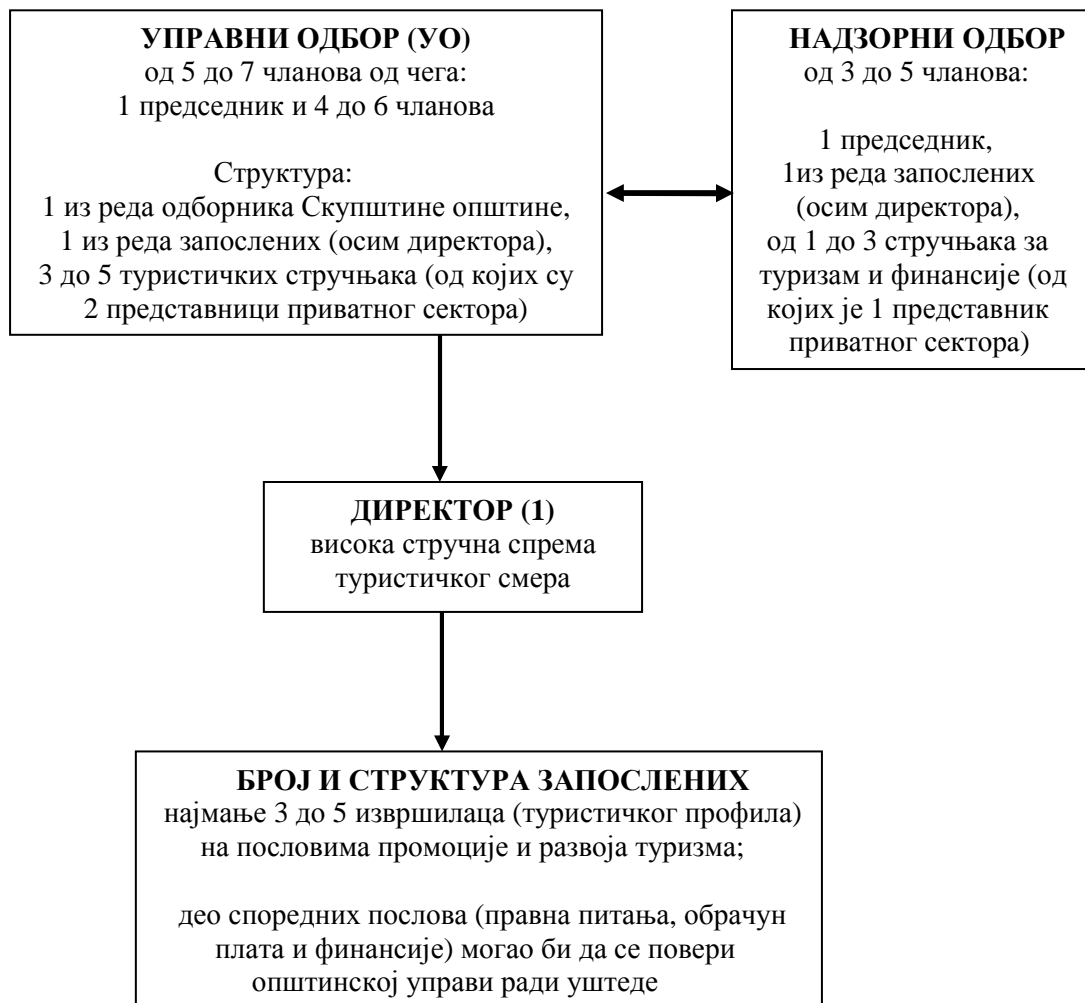 УПРАВНИ ОДБОР (УО)
од 5 до 7 чланова од чега:
1 председник и 4 до 6 чланова
Структура:
1 из реда одборника Скупштине општине,
1 из реда запослених (осим директора),
3 до 5 туристичких стручњака (од којих су
2 представници приватног сектора)
НАДЗОРНИ ОДБОР
од 3 до 5 чланова:
1 председник,
1из реда запослених
(осим директора),
од 1 до 3 стручњака за
туризам и финансије (од
којих је 1 представник
приватног сектора)
ДИРЕКТОР (1)
висока стручна спрема
туристичког смера
БРОЈ И СТРУКТУРА ЗАПОСЛЕНИХ
најмање 3 до 5 извршилаца (туристичког профила)
на пословима промоције и развоја туризма;
део споредних послова (правна питања, обрачун
плата и финансије) могао би да се повери
општинској управи ради уштеде